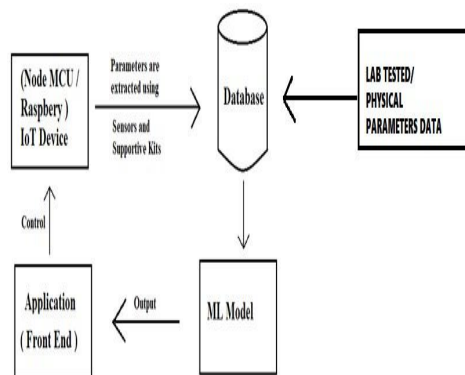 (Node MCU /
Raspbery )
IoT Device
Parameters are
extracted using
Sensors and
Supportive Kits
Database
LAB TESTED/
PHYSICAL
PARAMETERS DATA
Control
Application
( Front End )
Output
ML Model